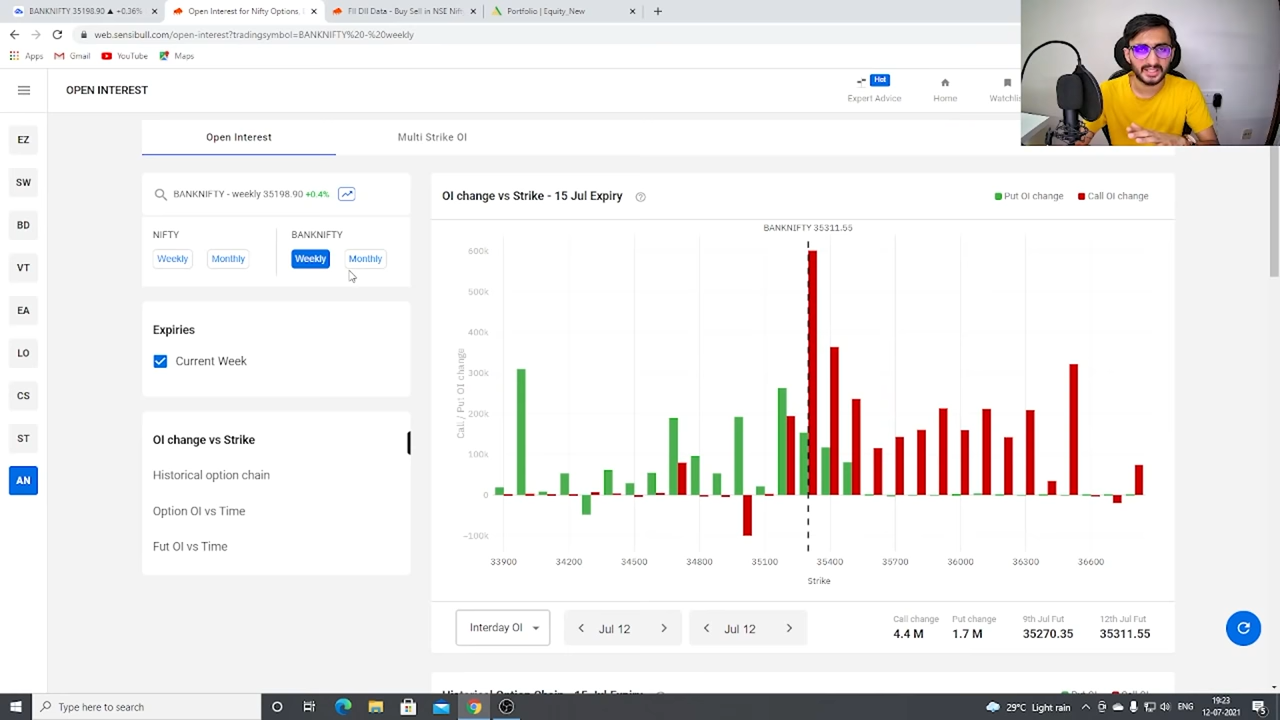 BANKNIFTY 35198.90 ▲ +0.36%
Open Interest for Nifty Options,
FII DII Data - Buy Sell in NSE Nift
Portfolio | Equity_New
web.sensibull.com/open-interest?tradingsymbol=BANKNIFTY-%20-%20weekly
Apps Gmail YouTube Maps
OPEN INTEREST
Hot
Expert Advice Home Watchlis
Open Interest Multi Strike OI
EZ
SW
BD
VT
EA
LO
CS
ST
AN
BANKNIFTY - weekly 35198.90 +0.4%
NIFTY BANKNIFTY
Weekly Monthly Weekly Monthly
Expiries
Current Week
OI change vs Strike
Historical option chain
Option OI vs Time
Fut OI vs Time
OI change vs Strike - 15 Jul Expiry
Put OI change Call OI change
BANKNIFTY 35311.55
600k
500k
400k
300k
200k
100k
0
−100k
Call / Put OI change
33900 34200 34500 34800 35100 35400 35700 36000 36300 36600
Strike
Interday OI
Jul 12
Jul 12
Call change Put change 9th Jul Fut 12th Jul Fut
4.4 M 1.7 M 35270.35 35311.55
Type here to search
29°C Light rain
19:23
12-07-2021
5